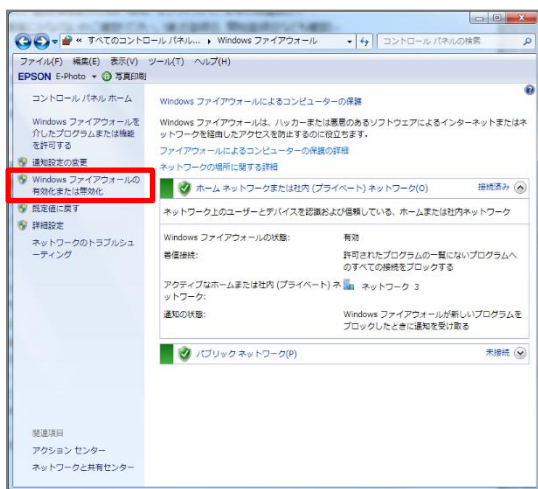 « すべてのコントロール パネル... ▸ Windows ファイアウォール
コントロール パネルの検索
ファイル(F) 編集(E) 表示(V) ツール(T) ヘルプ(H)
EPSON E-Photo 写真印刷
コントロール パネル ホーム
Windows ファイアウォールを
介したプログラムまたは機能
を許可する
通知設定の変更
Windows ファイアウォールの
有効化または無効化
既定値に戻す
詳細設定
ネットワークのトラブルシュ
ーティング
Windows ファイアウォールによるコンピューターの保護
Windows ファイアウォールは、ハッカーまたは悪意のあるソフトウェアによるインターネットまたはネ
ットワークを経由したアクセスを防止するのに役立ちます。
ファイアウォールによるコンピューターの保護の詳細
ネットワークの場所に関する詳細
ホーム ネットワークまたは社内 (プライベート) ネットワーク(O) 接続済み
ネットワーク上のユーザーとデバイスを認識および信頼している、ホームまたは社内ネットワーク
Windows ファイアウォールの状態: 有効
着信接続: 許可されたプログラムの一覧にないプログラムへ
のすべての接続をブロックする
アクティブなホームまたは社内 (プライベート) ネ
ットワーク:
ネットワーク 3
通知の状態: Windows ファイアウォールが新しいプログラムを
ブロックしたときに通知を受け取る
パブリック ネットワーク(P) 未接続
関連項目
アクション センター
ネットワークと共有センター